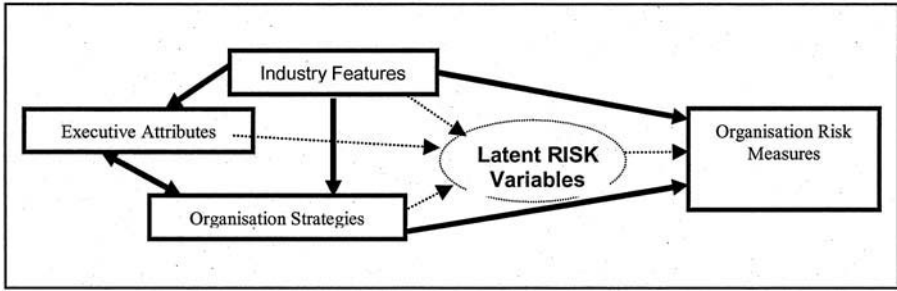 Industry Features
Executive Attributes
Latent RISK
Variables
Organisation Risk
Measures
Organisation Strategies